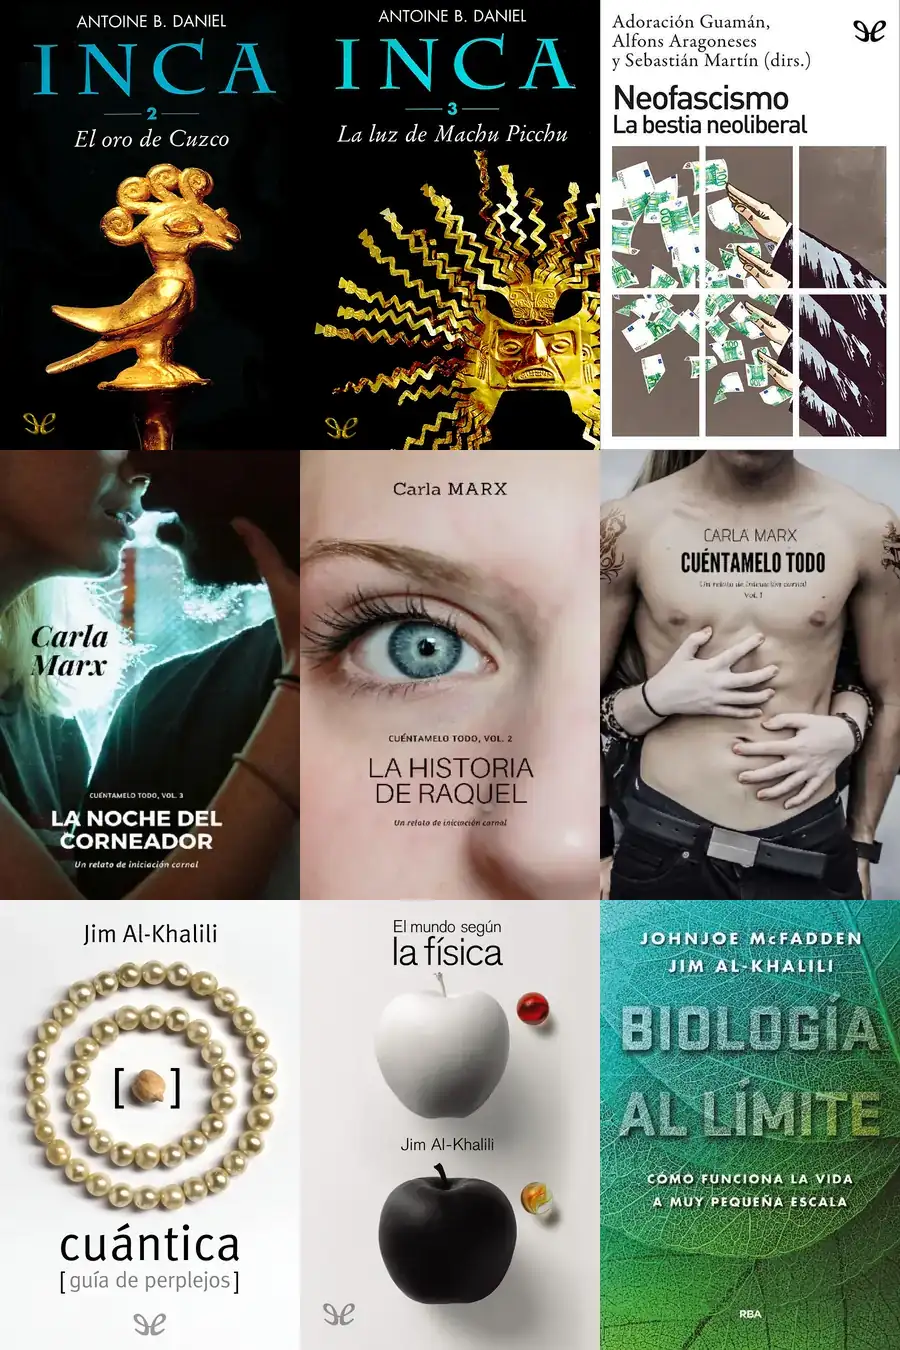 ANTOINE B. DANIEL
INCA
2
El oro de Cuzco
ANTOINE B. DANIEL
INCA
3
La luz de Machu Picchu
Adoración Guamán,
Alfons Aragoneses
y Sebastián Martín (dirs.)
Neofascismo
La bestia neoliberal
Carla
Marx
CUÉNTAMELO TODO, VOL. 3
LA NOCHE DEL
CORNEADOR
Un relato de iniciación carnal
Carla MARX
CUÉNTAMELO TODO, VOL. 2
LA HISTORIA
DE RAQUEL
Un relato de iniciación carnal
CARLA MARX
CUÉNTAMELO TODO
Un relato de iniciación carnal
Vol. 1
Jim Al-Khalili
[ ]
cuántica
[guía de perplejos]
El mundo según
la física
Jim Al-Khalili
JOHNJOE McFADDEN
JIM AL-KHALILI
BIOLOGÍA
AL LÍMITE
CÓMO FUNCIONA LA VIDA
A MUY PEQUEÑA ESCALA
RBA